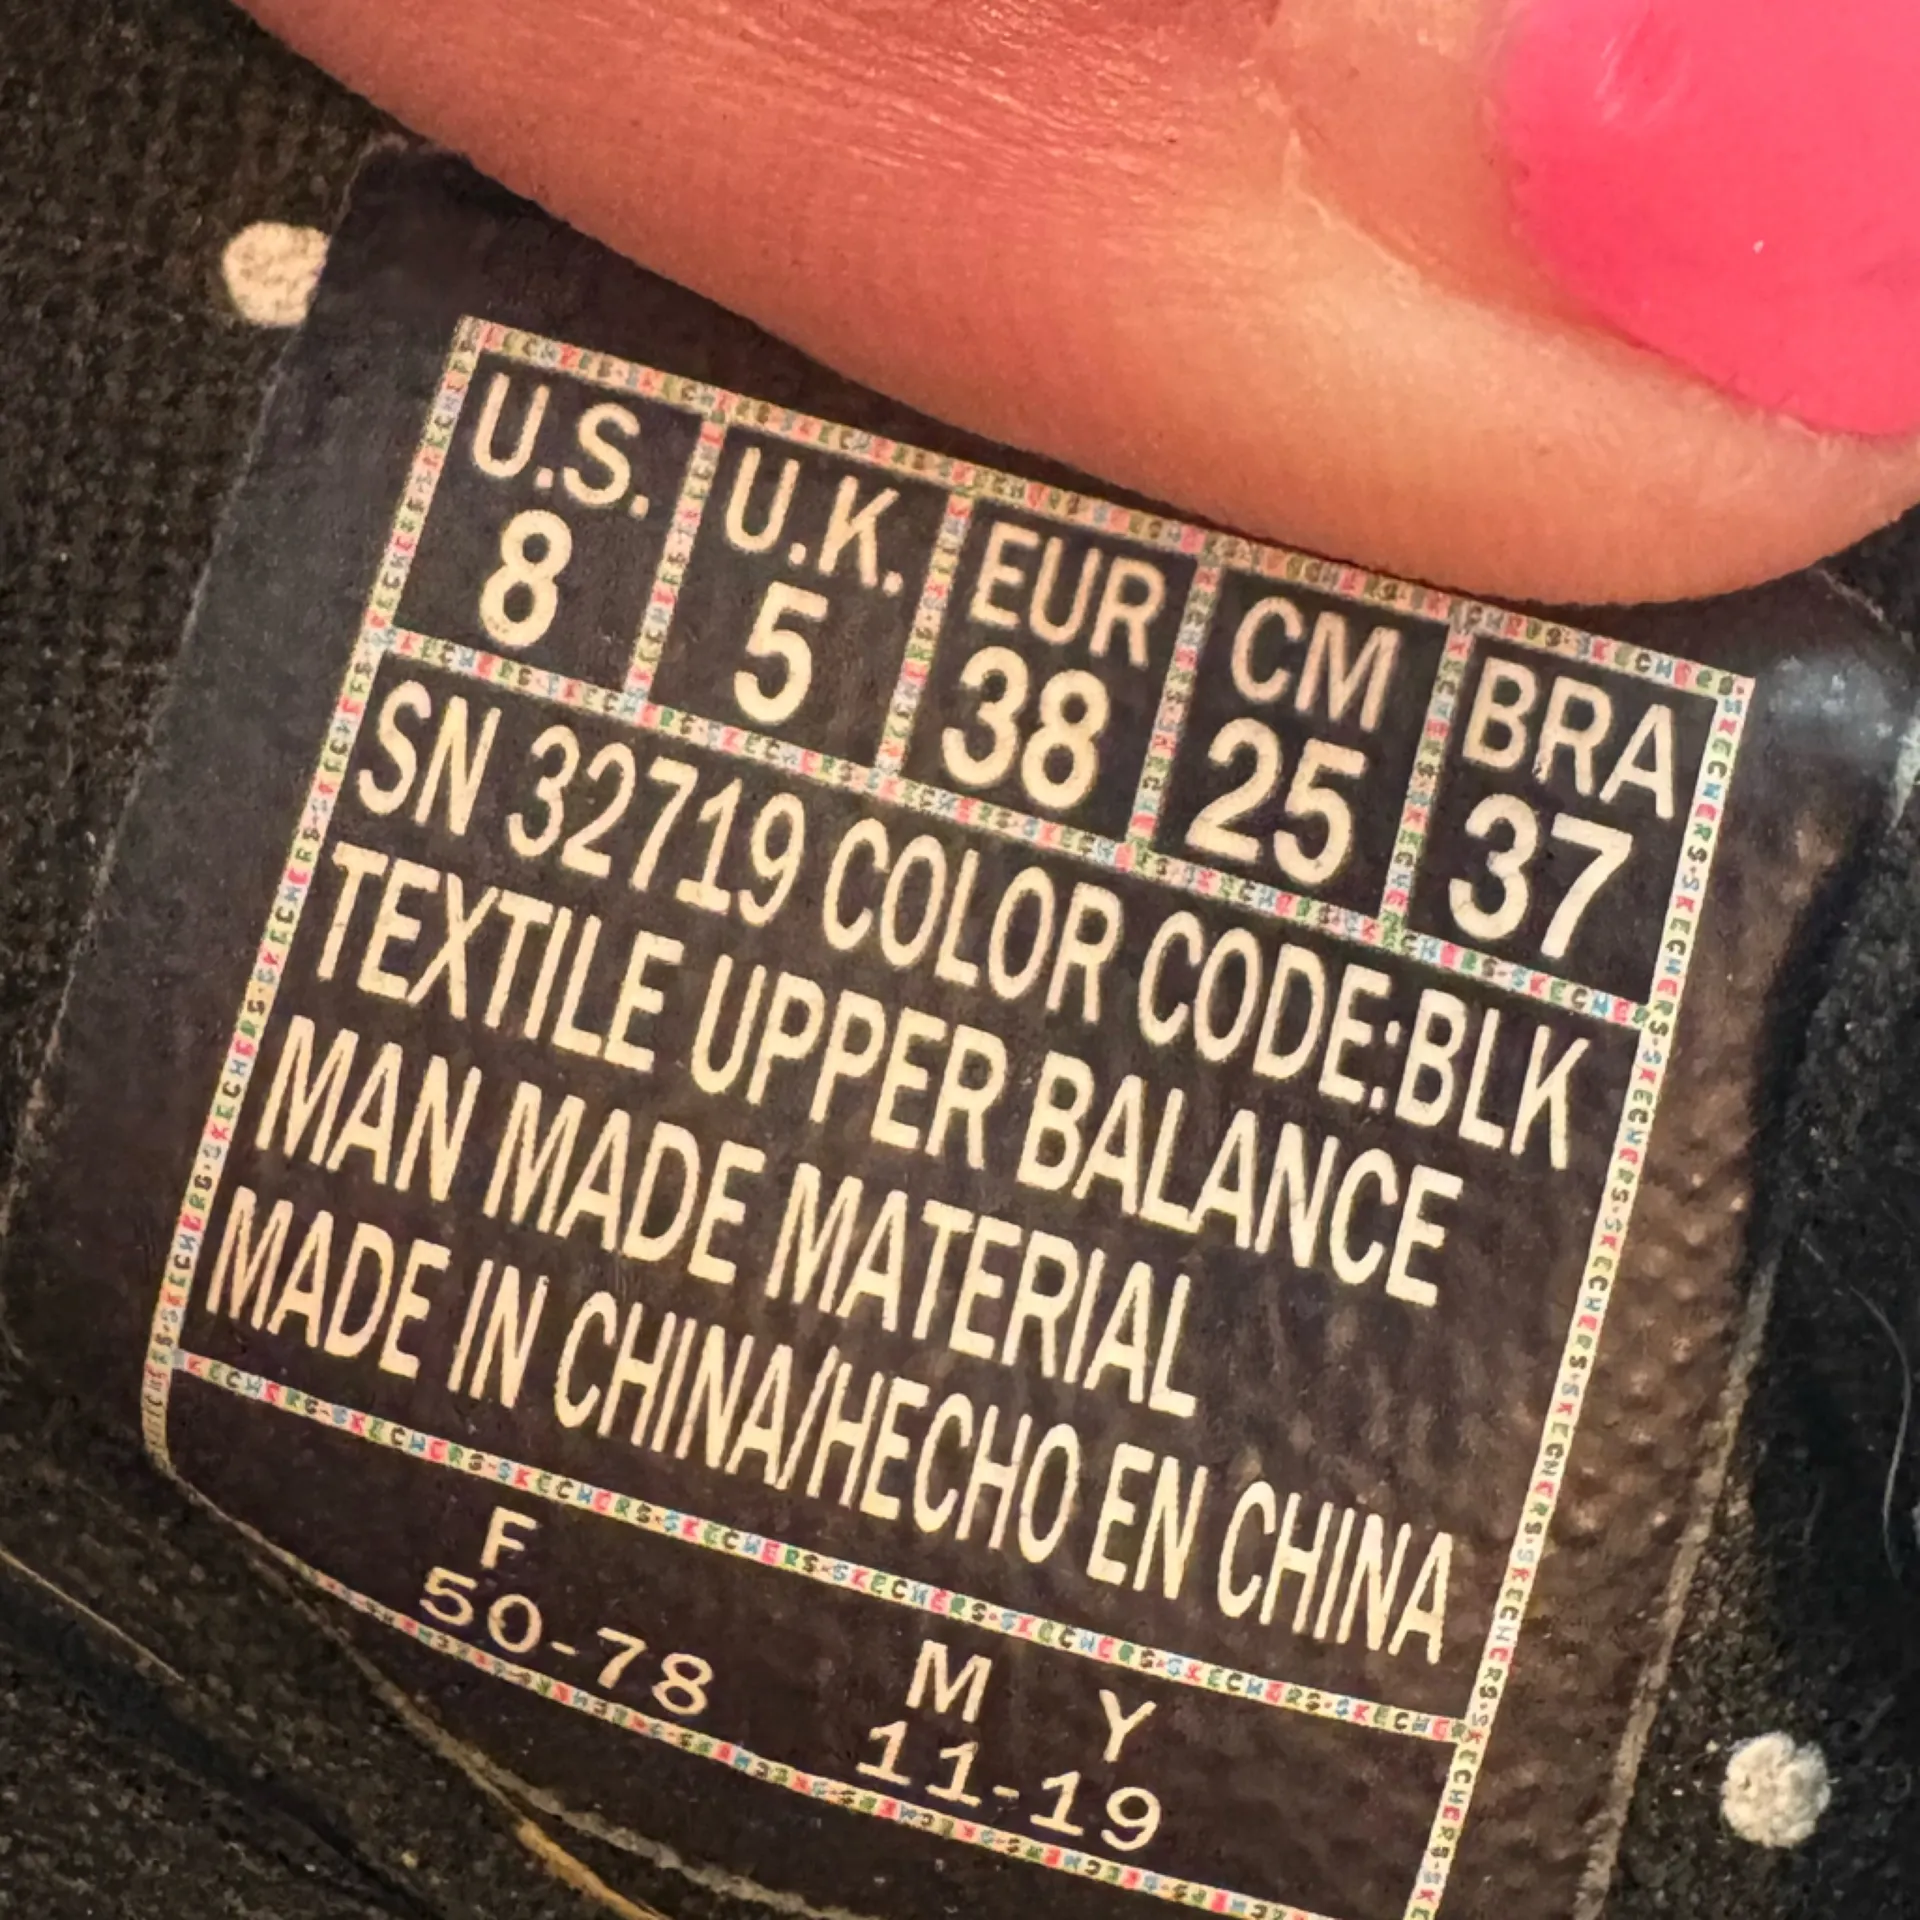 U.S. U.K. EUR CM BRA
8 5 38 25 37
SN 32719 COLOR CODE:BLK
TEXTILE UPPER BALANCE
MAN MADE MATERIAL
MADE IN CHINA/HECHO EN CHINA
F M Y
50-78 11-19